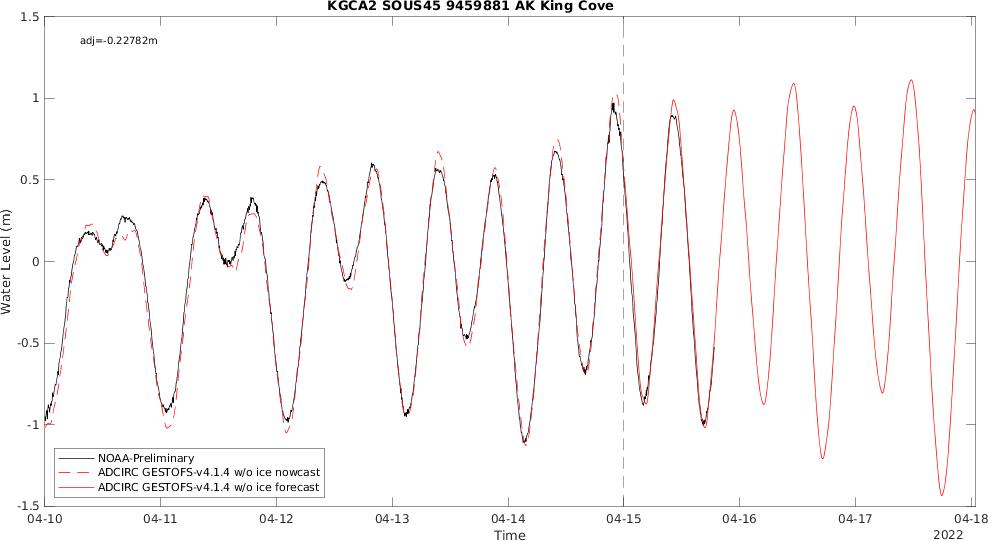 KGCA2 SOUS45 9459881 AK King Cove
adj=-0.22782m
Water Level (m)
1.5
1
0.5
0
-0.5
-1
-1.5
NOAA-Preliminary
ADCIRC GESTOFS-v4.1.4 w/o ice nowcast
ADCIRC GESTOFS-v4.1.4 w/o ice forecast
04-10 04-11 04-12 04-13 04-14 04-15 04-16 04-17 04-18
Time
2022